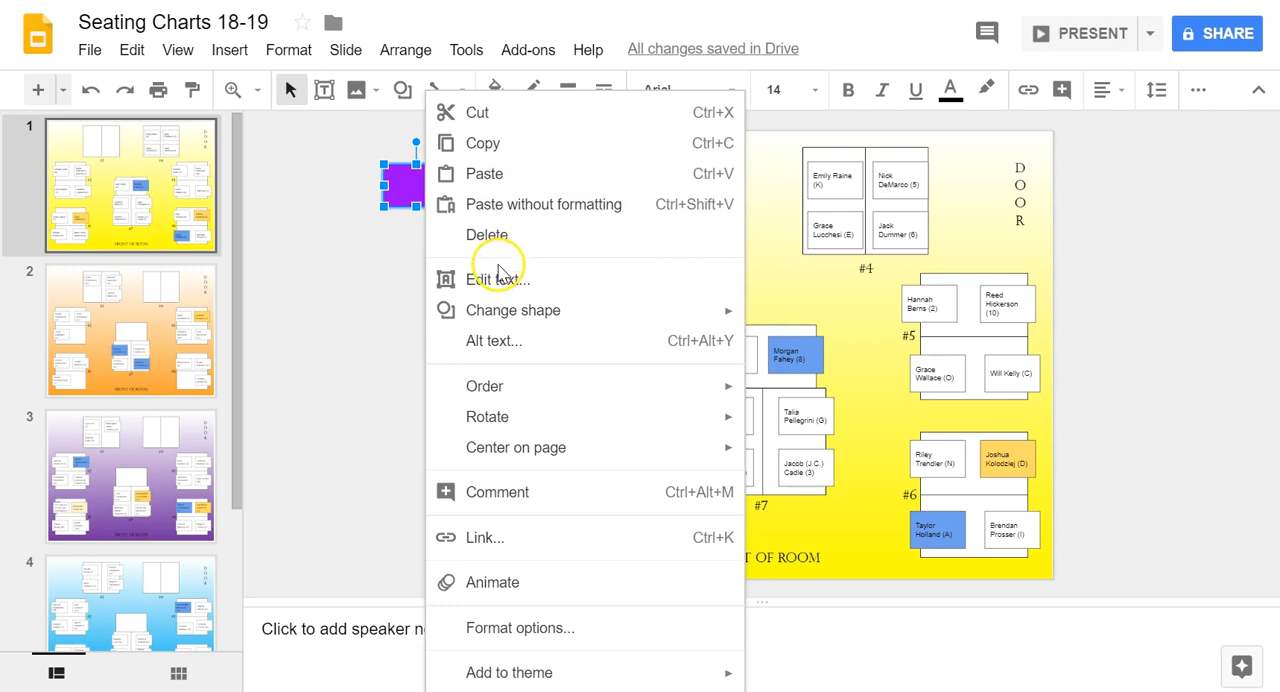 Seating Charts 18-19
File Edit View Insert Format Slide Arrange Tools Add-ons Help All changes saved in Drive
PRESENT
SHARE
Arial
14
B I U A
1
2
3
4
Cut Ctrl+X
Copy Ctrl+C
Paste Ctrl+V
Paste without formatting Ctrl+Shift+V
Delete
Edit text...
Change shape
Alt text... Ctrl+Alt+Y
Order
Rotate
Center on page
Comment Ctrl+Alt+M
Link... Ctrl+K
Animate
Format options...
Add to theme
Emily Raine
(K)
Nick
DeMarco (5)
Grace
Lucchesi (E)
Jack
Dummer (6)
#4
D
O
O
R
Hannah
Berns (2)
Reed
Hickerson
(10)
#5
Grace
Wallace (O)
Will Kelly (C)
Morgan
Fahey (8)
Talia
Pellegrini (G)
Jacob (J.C.)
Cadle (3)
#7
Riley
Trendler (N)
Joshua
Kolodziej (D)
#6
Taylor
Holland (A)
Brendan
Prosser (I)
T OF ROOM
Click to add speaker n